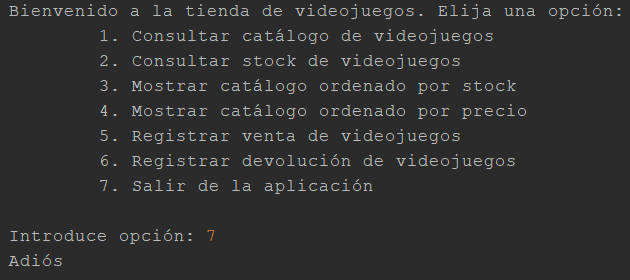 Bienvenido a la tienda de videojuegos. Elija una opción:
1. Consultar catálogo de videojuegos
2. Consultar stock de videojuegos
3. Mostrar catálogo ordenado por stock
4. Mostrar catálogo ordenado por precio
5. Registrar venta de videojuegos
6. Registrar devolución de videojuegos
7. Salir de la aplicación
Introduce opción: 7
Adiós